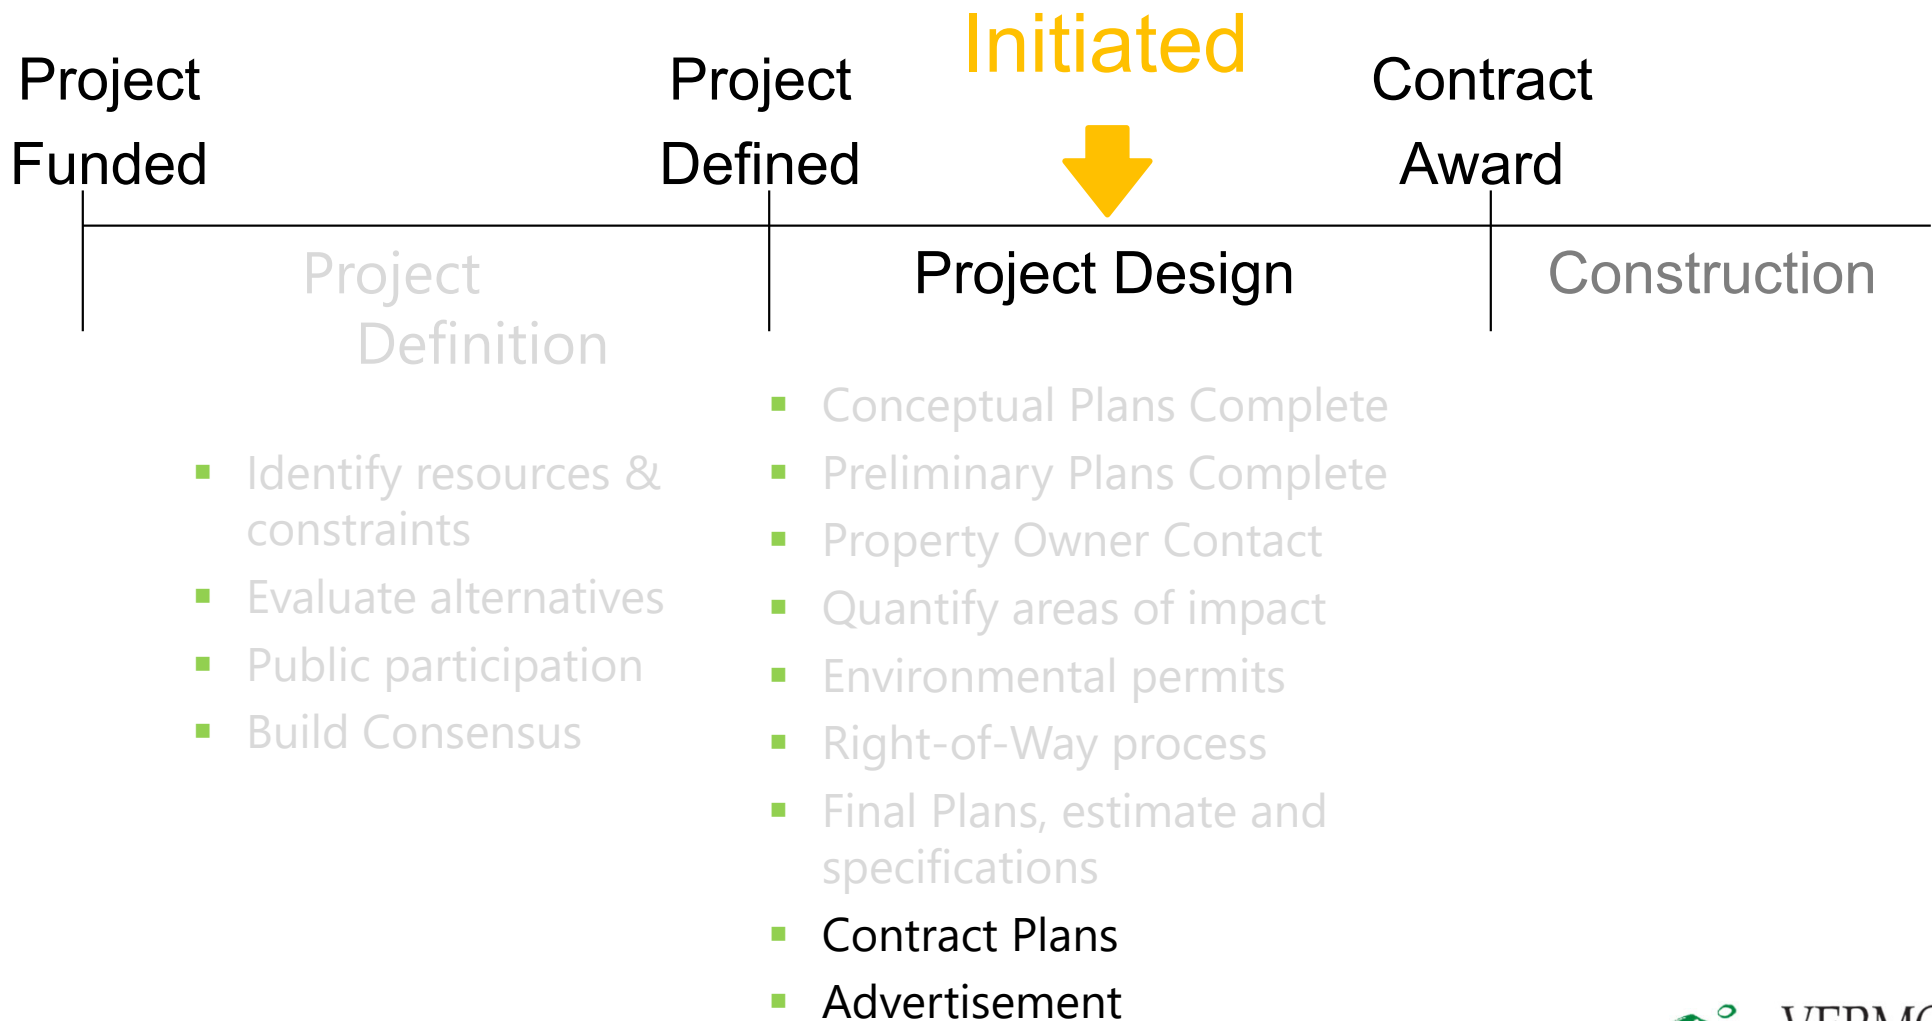 Initiated
Project
Funded
Project
Defined
Contract
Award
Project
Definition
Project Design
Construction
Identify resources &
constraints
Evaluate alternatives
Public participation
Build Consensus
Conceptual Plans Complete
Preliminary Plans Complete
Property Owner Contact
Quantify areas of impact
Environmental permits
Right-of-Way process
Final Plans, estimate and
specifications
Contract Plans
Advertisement